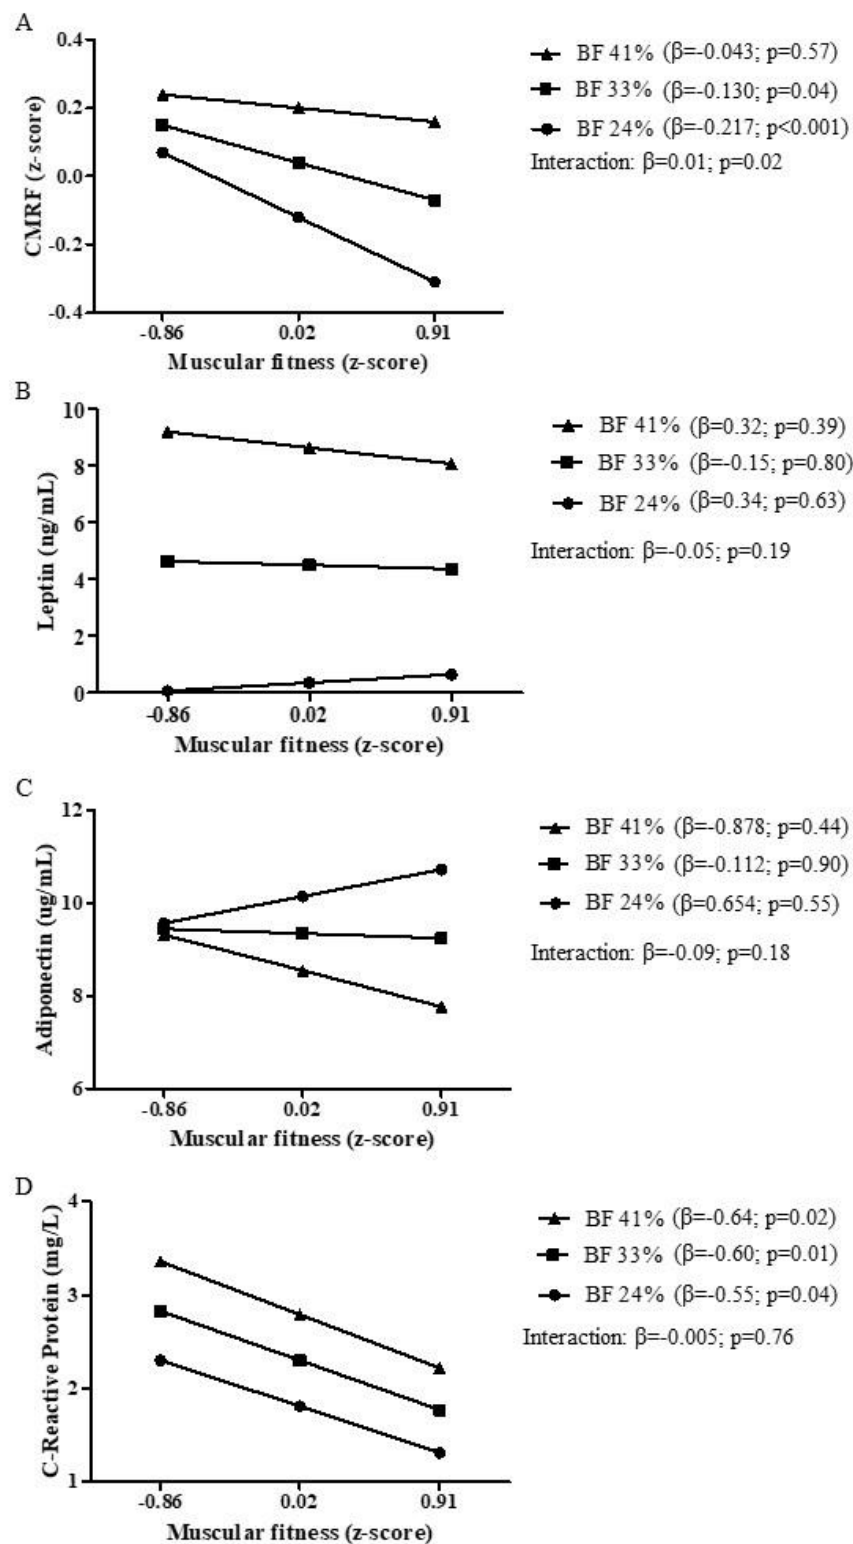 A
0.4
0.2
0.0
-0.2
-0.4
CMRF (z-score)
-0.86 0.02 0.91
Muscular fitness (z-score)
BF 41% (β=-0.043; p=0.57)
BF 33% (β=-0.130; p=0.04)
BF 24% (β=-0.217; p<0.001)
Interaction: β=0.01; p=0.02
B
10
8
6
4
2
0
Leptin (ng/mL)
-0.86 0.02 0.91
Muscular fitness (z-score)
BF 41% (β=0.32; p=0.39)
BF 33% (β=-0.15; p=0.80)
BF 24% (β=0.34; p=0.63)
Interaction: β=-0.05; p=0.19
C
12
10
8
6
Adiponectin (ug/mL)
-0.86 0.02 0.91
Muscular fitness (z-score)
BF 41% (β=-0.878; p=0.44)
BF 33% (β=-0.112; p=0.90)
BF 24% (β=0.654; p=0.55)
Interaction: β=-0.09; p=0.18
D
4
3
2
1
C-Reactive Protein (mg/L)
-0.86 0.02 0.91
Muscular fitness (z-score)
BF 41% (β=-0.64; p=0.02)
BF 33% (β=-0.60; p=0.01)
BF 24% (β=-0.55; p=0.04)
Interaction: β=-0.005; p=0.76